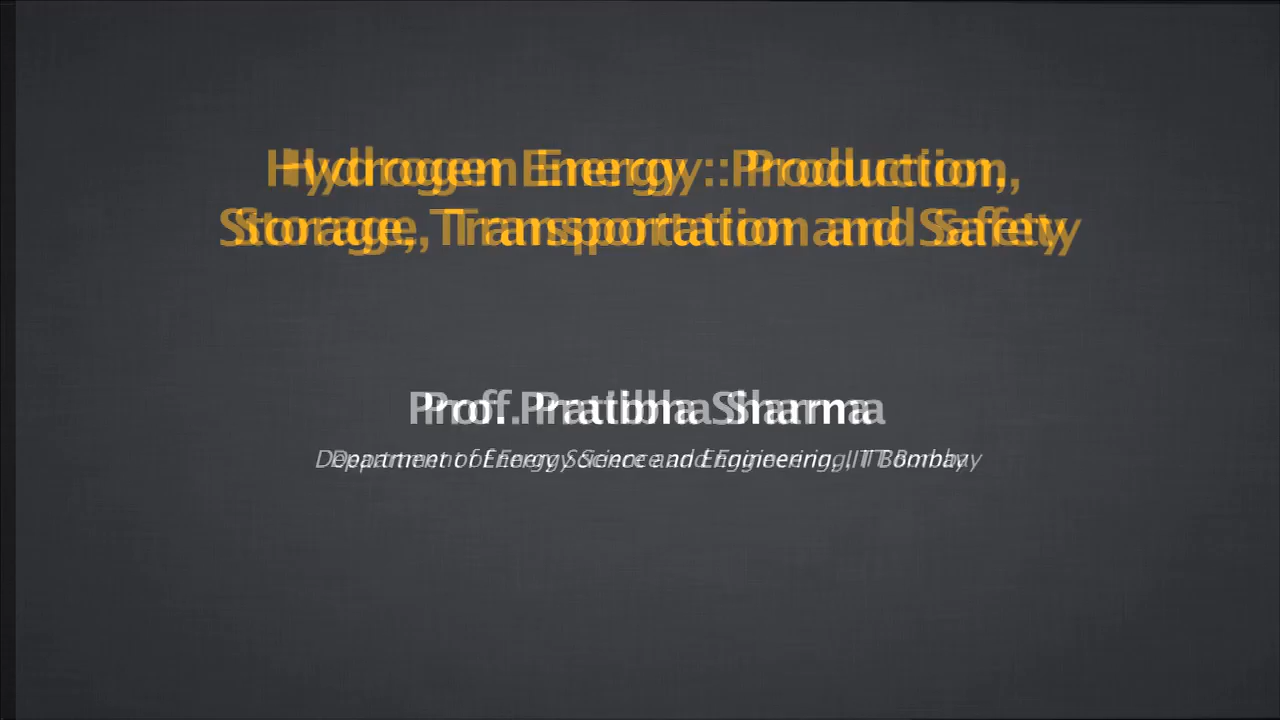 Hydrogen Energy: Production,
Storage, Transportation and Safety
Prof. Pratibha Sharma
Department of Energy Science and Engineering, IIT Bombay